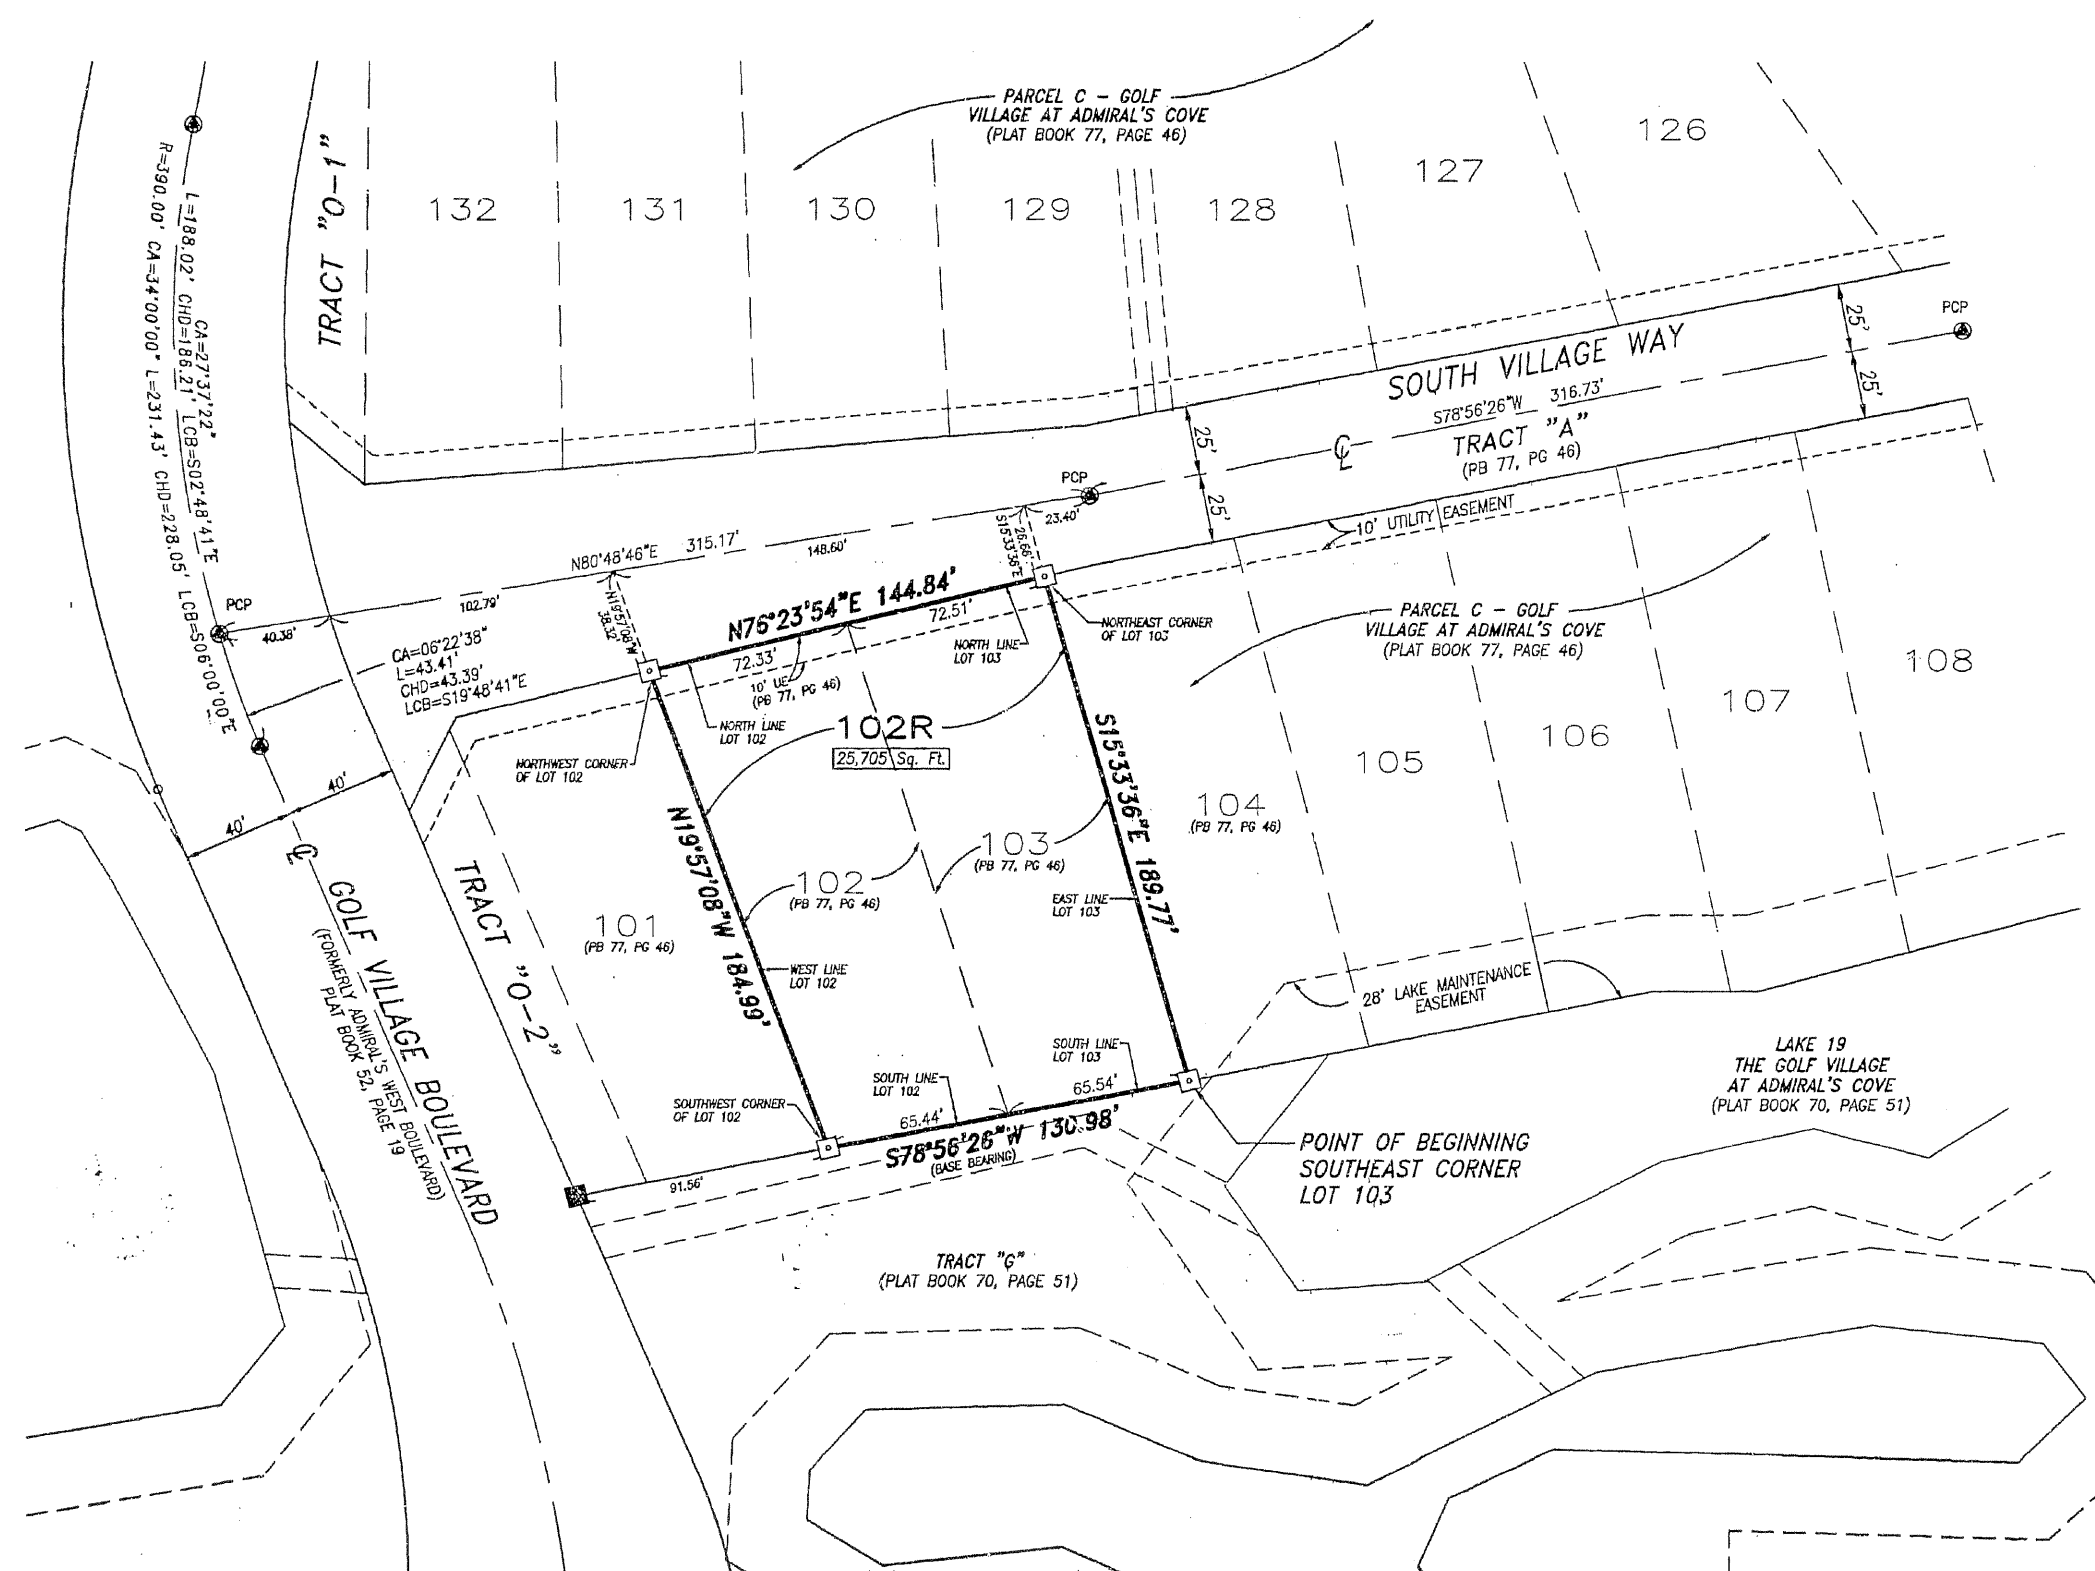 PARCEL C - GOLF
VILLAGE AT ADMIRAL'S COVE
(PLAT BOOK 77, PAGE 46)
TRACT "O-1"
132
131
130
129
128
127
126
R=390.00' CA=34°00'00" L=231.43' CHD=228.05' LCB=S06°00'00"E
L=188.02' CHD=186.21' LCB=S02°48'41"E
CA=27°37'22"
PCP
25'
25'
SOUTH VILLAGE WAY
S78°56'26"W 316.73'
TRACT "A"
(PB 77, PG 46)
25'
25'
PCP
23.40'
S15°33'36"E
26.66'
10' UTILITY EASEMENT
N80°48'46"E 315.17'
148.60'
102.79'
40.38'
PCP
N19°57'08"W
38.32'
N76°23'54"E 144.84'
72.51'
72.33'
10' UE
(PB 77, PG 46)
NORTH LINE
LOT 103
NORTHEAST CORNER
OF LOT 103
PARCEL C - GOLF
VILLAGE AT ADMIRAL'S COVE
(PLAT BOOK 77, PAGE 46)
CA=06°22'38"
L=43.41'
CHD=43.39'
LCB=S19°48'41"E
NORTH LINE
LOT 102
NORTHWEST CORNER
OF LOT 102
102R
25,705 Sq. Ft.
108
107
106
105
104
(PB 77, PG 46)
40'
40'
S15°33'36"E 189.77'
N19°57'08"W 184.99'
103
(PB 77, PG 46)
102
(PB 77, PG 46)
101
(PB 77, PG 46)
EAST LINE
LOT 103
WEST LINE
LOT 102
TRACT "O-2"
GOLF VILLAGE BOULEVARD
(FORMERLY ADMIRAL'S WEST BOULEVARD)
PLAT BOOK 52, PAGE 19
28' LAKE MAINTENANCE
EASEMENT
LAKE 19
THE GOLF VILLAGE
AT ADMIRAL'S COVE
(PLAT BOOK 70, PAGE 51)
SOUTH LINE
LOT 103
SOUTH LINE
LOT 102
65.54'
65.44'
SOUTHWEST CORNER
OF LOT 102
S78°56'26"W 130.98'
(BASE BEARING)
91.56'
POINT OF BEGINNING
SOUTHEAST CORNER
LOT 103
TRACT "G"
(PLAT BOOK 70, PAGE 51)